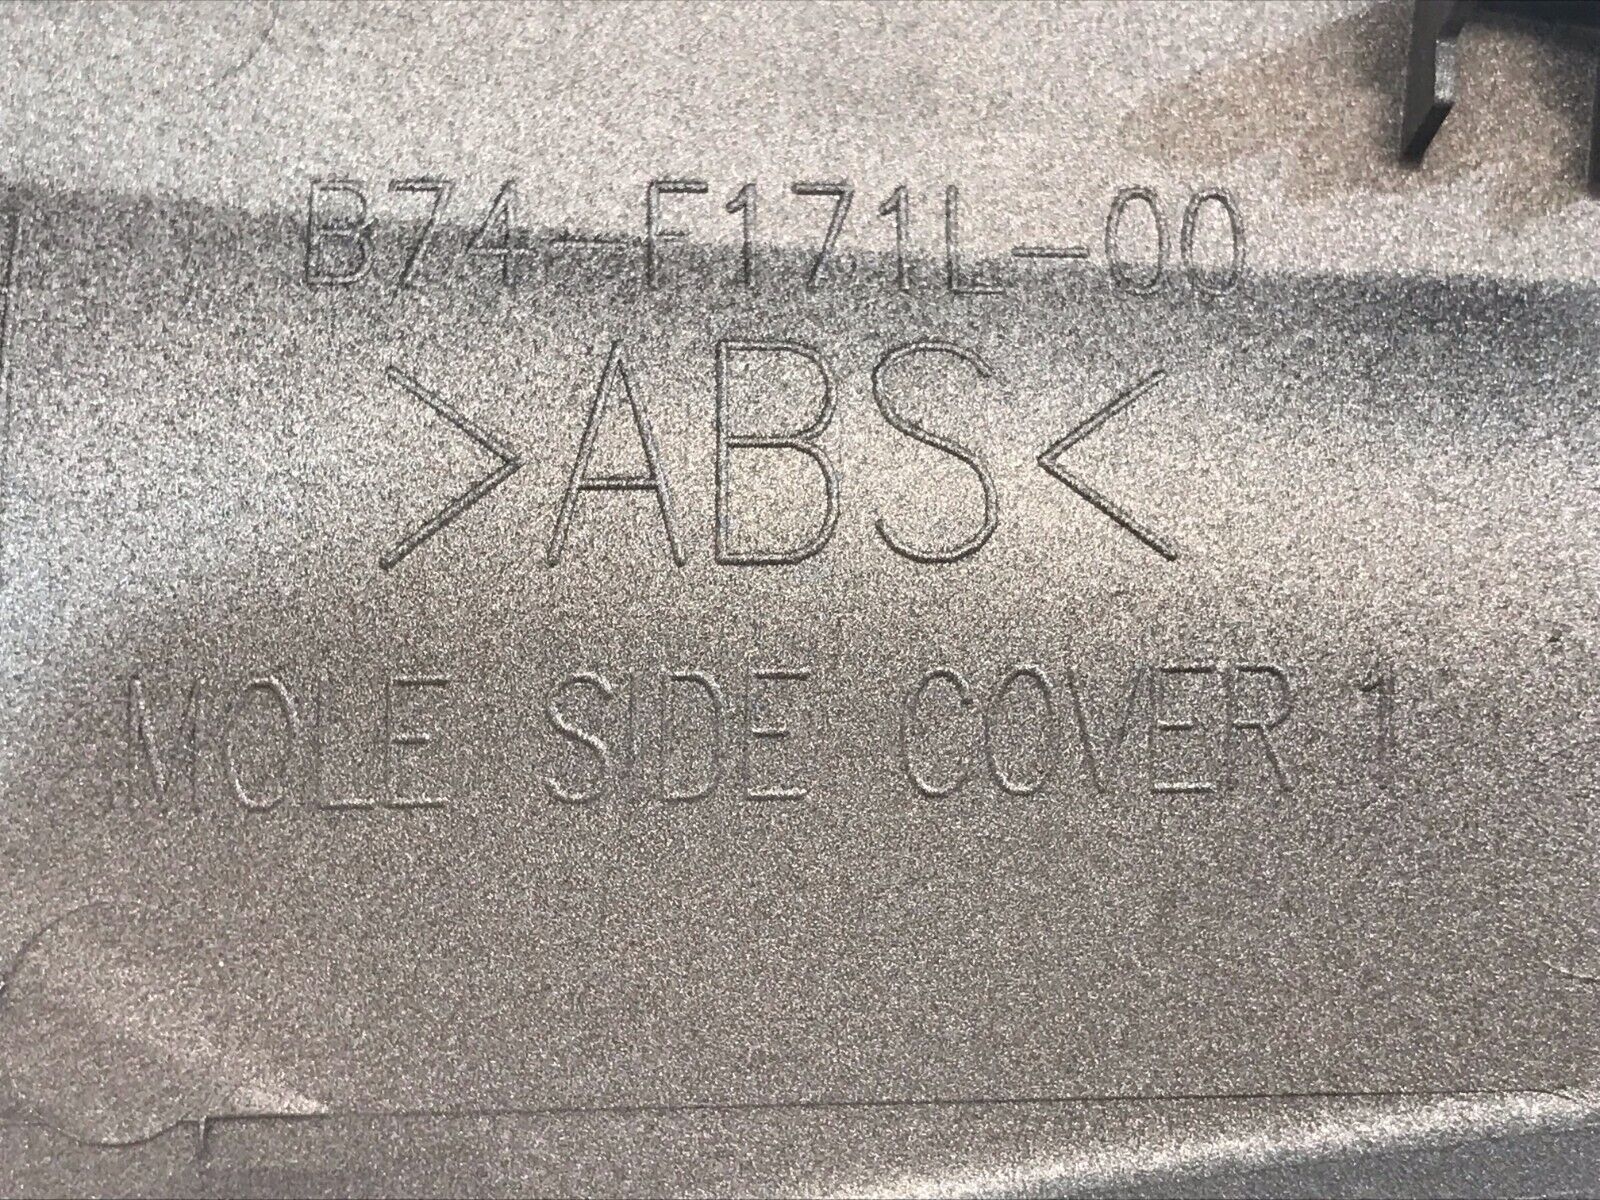 B74-F171L-00
>ABS<
MOLE SIDE COVER 1